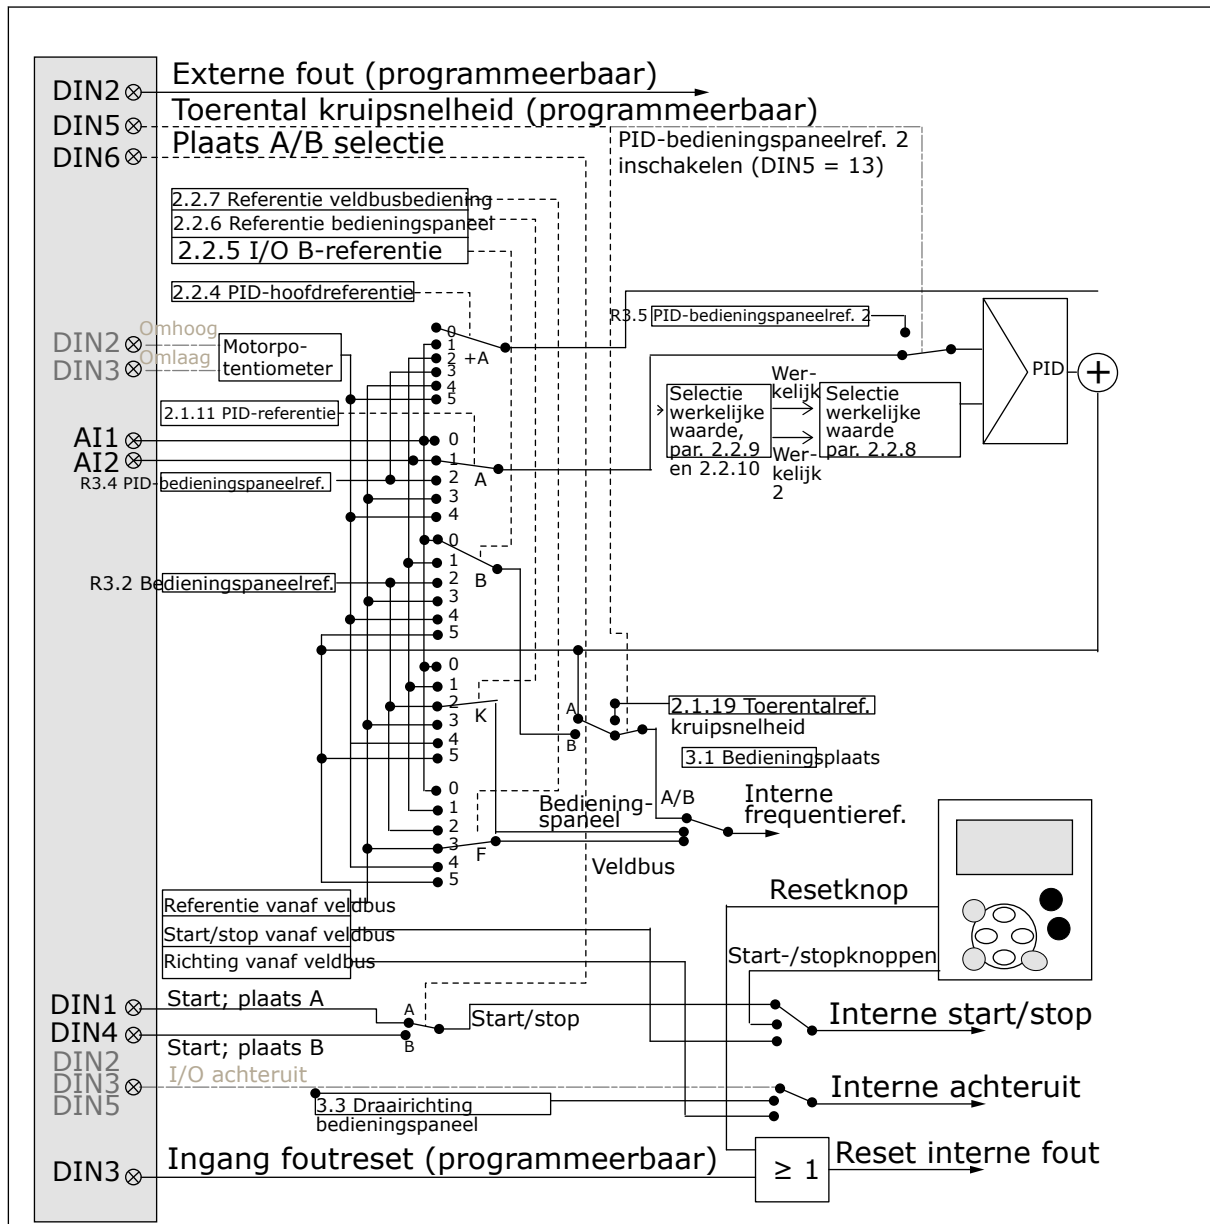 DIN2
Externe fout (programmeerbaar)
DIN5
Toerental kruipsnelheid (programmeerbaar)
DIN6
Plaats A/B selectie
PID-bedieningspaneelref. 2
inschakelen (DIN5 = 13)
2.2.7 Referentie veldbusbediening
2.2.6 Referentie bedieningspaneel
2.2.5 I/O B-referentie
2.2.4 PID-hoofdreferentie
R3.5 PID-bedieningspaneelref. 2
DIN2
Omhoog
DIN3
Omlaag
Motorpo-
tentiometer
0
1
2
3
4
5
+A
PID
+
Selectie
werkelijke
waarde,
par. 2.2.9
en 2.2.10
Wer-
kelijk
Wer-
kelijk
2
Selectie
werkelijke
waarde
par. 2.2.8
2.1.11 PID-referentie
AI1
AI2
R3.4 PID-bedieningspaneelref.
0
1
2
3
4
A
R3.2 Bedieningspaneelref.
0
1
2
3
4
5
B
0
1
2
3
4
5
K
A
B
2.1.19 Toerentalref.
kruipsnelheid
3.1 Bedieningsplaats
0
1
2
3
4
5
F
Bediening-
spaneel
A/B
Interne
frequentieref.
Veldbus
Referentie vanaf veldbus
Start/stop vanaf veldbus
Richting vanaf veldbus
Resetknop
Start-/stopknoppen
DIN1
Start; plaats A
DIN4
Start; plaats B
A
B
Start/stop
Interne start/stop
DIN2
DIN3
DIN5
I/O achteruit
3.3 Draairichting
bedieningspaneel
Interne achteruit
DIN3
Ingang foutreset (programmeerbaar)
≥ 1
Reset interne fout